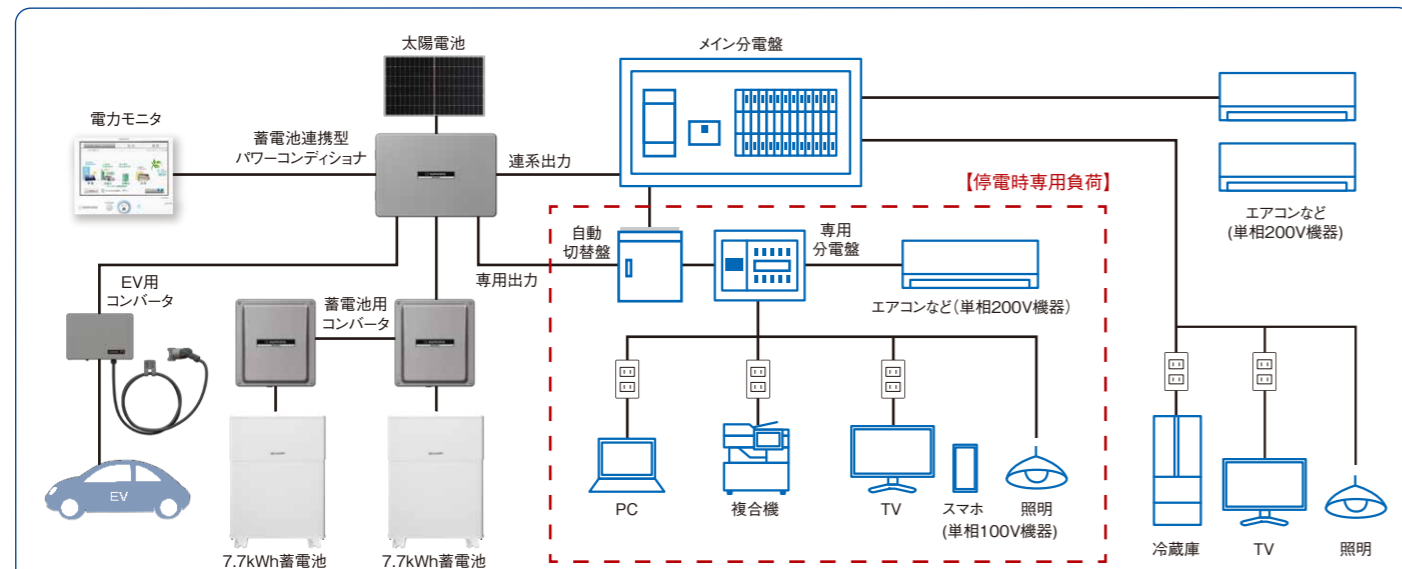 太陽電池
メイン分電盤
電力モニタ
蓄電池連携型
パワーコンディショナ
連系出力
【停電時専用負荷】
エアコンなど
(単相200V機器)
自動
切替盤
専用
分電盤
専用出力
EV用
コンバータ
蓄電池用
コンバータ
エアコンなど(単相200V機器)
EV
PC
複合機
TV
スマホ
照明
(単相100V機器)
冷蔵庫
TV
照明
7.7kWh蓄電池
7.7kWh蓄電池